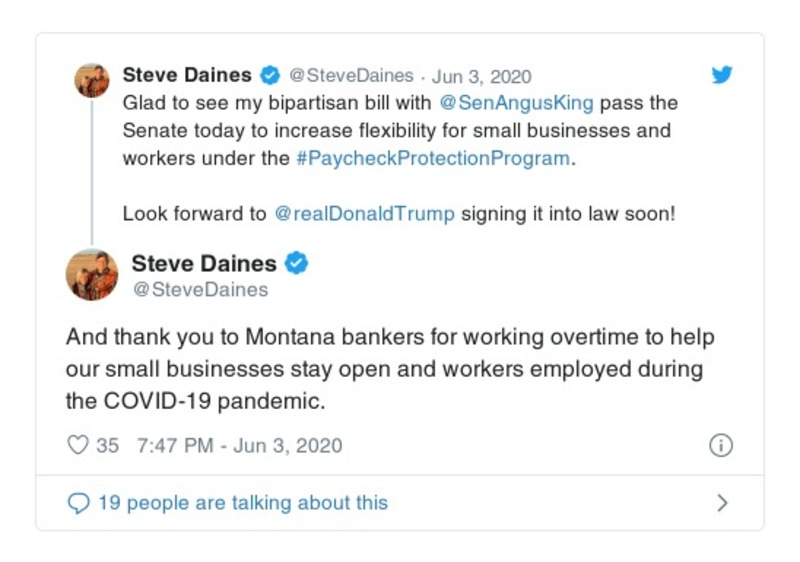 Steve Daines @SteveDaines · Jun 3, 2020
Glad to see my bipartisan bill with @SenAngusKing pass the
Senate today to increase flexibility for small businesses and
workers under the #PaycheckProtectionProgram.
Look forward to @realDonaldTrump signing it into law soon!
Steve Daines
@SteveDaines
And thank you to Montana bankers for working overtime to help
our small businesses stay open and workers employed during
the COVID-19 pandemic.
35 7:47 PM - Jun 3, 2020
19 people are talking about this